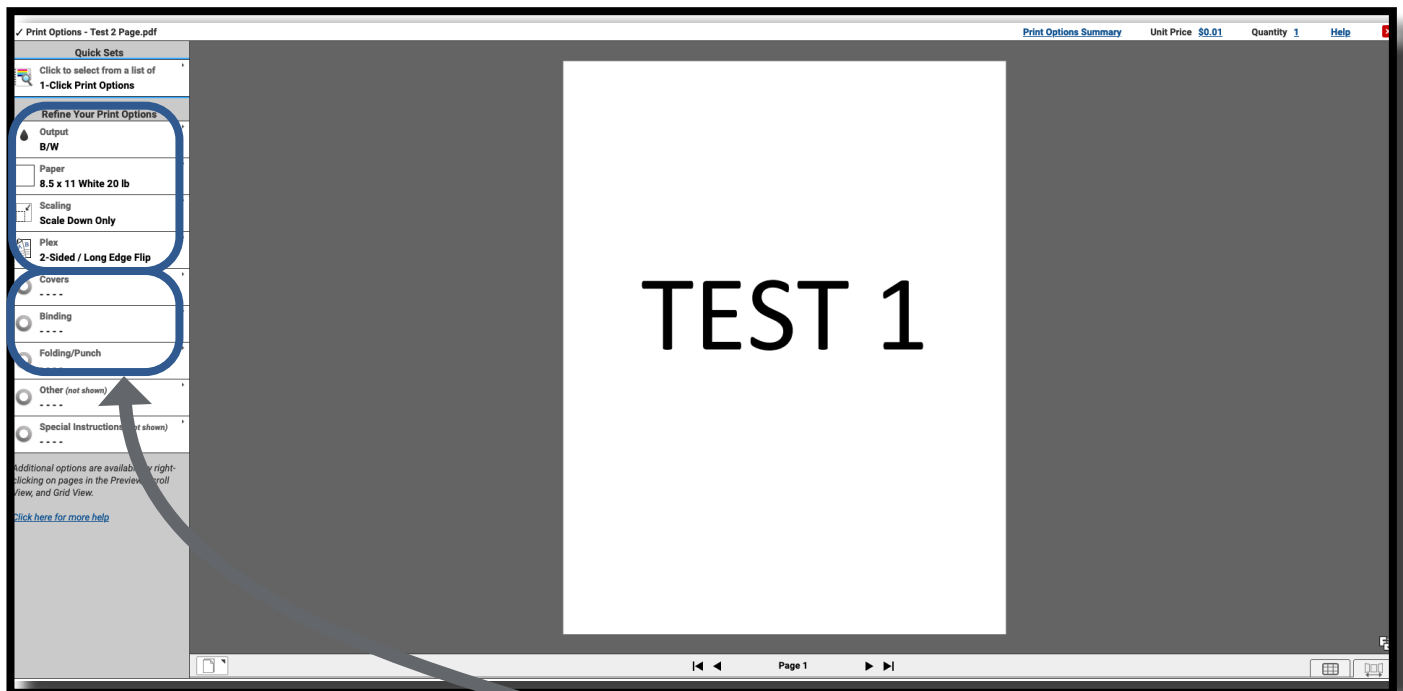 ✓ Print Options - Test 2 Page.pdf
Print Options Summary Unit Price $0.01 Quantity 1 Help
Quick Sets
Click to select from a list of
1-Click Print Options
Refine Your Print Options
Output
B/W
Paper
8.5 x 11 White 20 lb
Scaling
Scale Down Only
Plex
2-Sided / Long Edge Flip
Covers
- - - -
Binding
- - - -
Folding/Punch
Other (not shown)
- - - -
Special Instructions shown)
- - - -
Additional options are right-
clicking on pages in the
View, and Grid View.
Click here for more help
TEST 1
Page 1